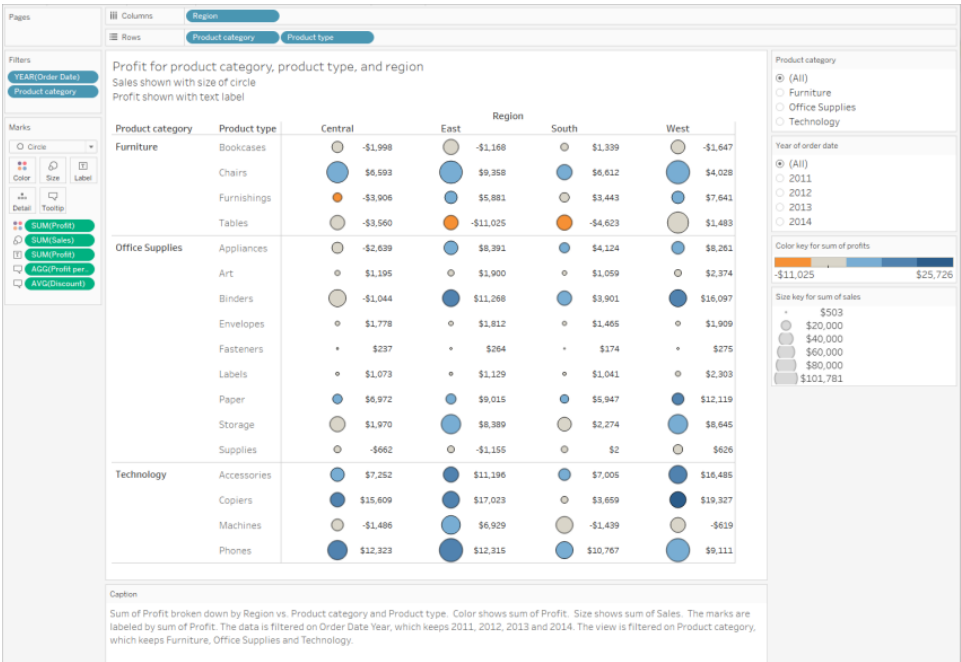 Pages
Columns
Region
Rows
Product category Product type
Filters
YEAR(Order Date)
Product category
Marks
Circle
Color Size Label
Detail Tooltip
SUM(Profit)
SUM(Sales)
SUM(Profit)
AGG(Profit per..
AVG(Discount)
Profit for product category, product type, and region
Sales shown with size of circle
Profit shown with text label
Region
Product category Product type Central East South West
Furniture Bookcases -$1,998 -$1,168 $1,339 -$1,647
Chairs $6,593 $9,358 $6,612 $4,028
Furnishings -$3,906 $5,881 $3,443 $7,641
Tables -$3,560 -$11,025 -$4,623 $1,483
Office Supplies Appliances -$2,639 $8,391 $4,124 $8,261
Art $1,195 $1,900 $1,059 $2,374
Binders -$1,044 $11,268 $3,901 $16,097
Envelopes $1,778 $1,812 $1,465 $1,909
Fasteners $237 $264 $174 $275
Labels $1,073 $1,129 $1,041 $2,303
Paper $6,972 $9,015 $5,947 $12,119
Storage $1,970 $8,389 $2,274 $8,645
Supplies -$662 -$1,155 $2 $626
Technology Accessories $7,252 $11,196 $7,005 $16,485
Copiers $15,609 $17,023 $3,659 $19,327
Machines -$1,486 $6,929 -$1,439 -$619
Phones $12,323 $12,315 $10,767 $9,111
Product category
(All)
Furniture
Office Supplies
Technology
Year of order date
(All)
2011
2012
2013
2014
Color key for sum of profits
-$11,025 $25,726
Size key for sum of sales
$503
$20,000
$40,000
$60,000
$80,000
$101,781
Caption
Sum of Profit broken down by Region vs. Product category and Product type. Color shows sum of Profit. Size shows sum of Sales. The marks are
labeled by sum of Profit. The data is filtered on Order Date Year, which keeps 2011, 2012, 2013 and 2014. The view is filtered on Product category,
which keeps Furniture, Office Supplies and Technology.